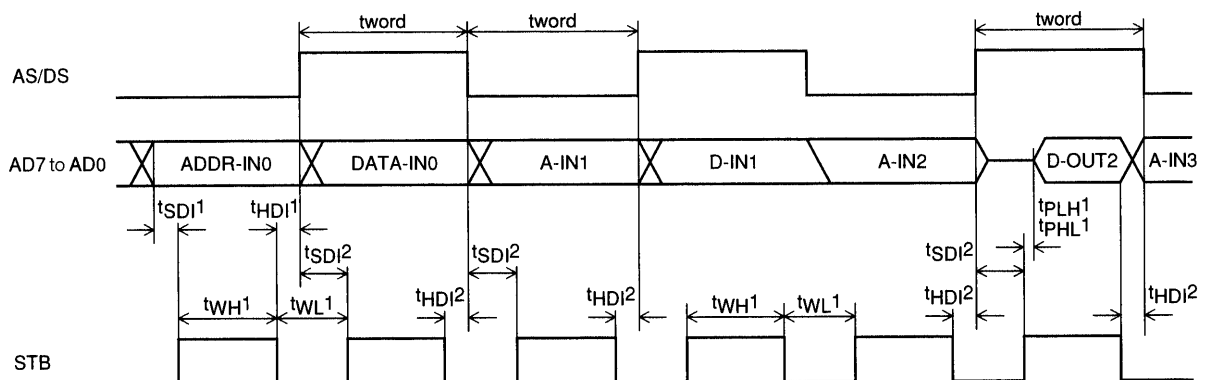 tword tword tword
AS/DS
AD7 to AD0 ADDR-IN0 DATA-IN0 A-IN1 D-IN1 A-IN2 D-OUT2 A-IN3
tSDI1 tHDI1 tPLH1
tPHL1
tSDI2 tSDI2 tSDI2
tHDI2 tHDI2 tHDI2 tHDI2
tWH1 tWL1 tWH1 tWL1
STB